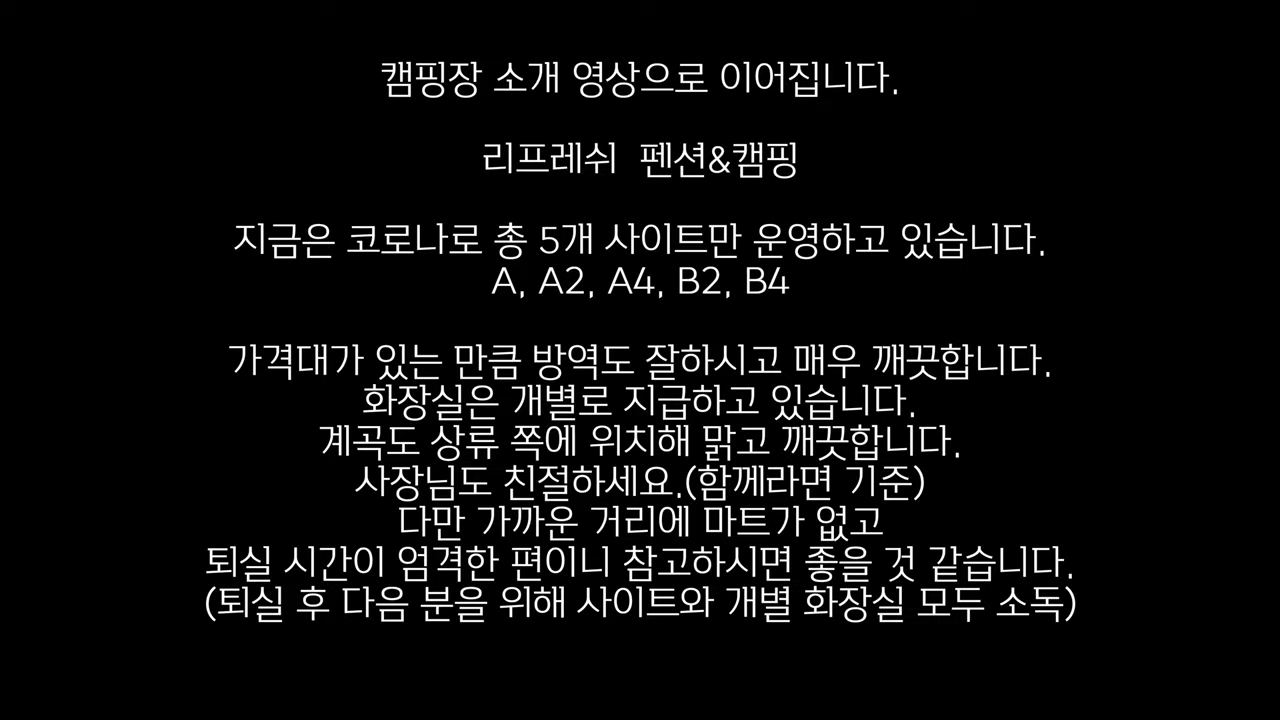 캠핑장 소개 영상으로 이어집니다.
리프레쉬 펜션&캠핑
지금은 코로나로 총 5개 사이트만 운영하고 있습니다.
A, A2, A4, B2, B4
가격대가 있는 만큼 방역도 잘하시고 매우 깨끗합니다.
화장실은 개별로 지급하고 있습니다.
계곡도 상류 쪽에 위치해 맑고 깨끗합니다.
사장님도 친절하세요.(함께라면 기준)
다만 가까운 거리에 마트가 없고
퇴실 시간이 엄격한 편이니 참고하시면 좋을 것 같습니다.
(퇴실 후 다음 분을 위해 사이트와 개별 화장실 모두 소독)